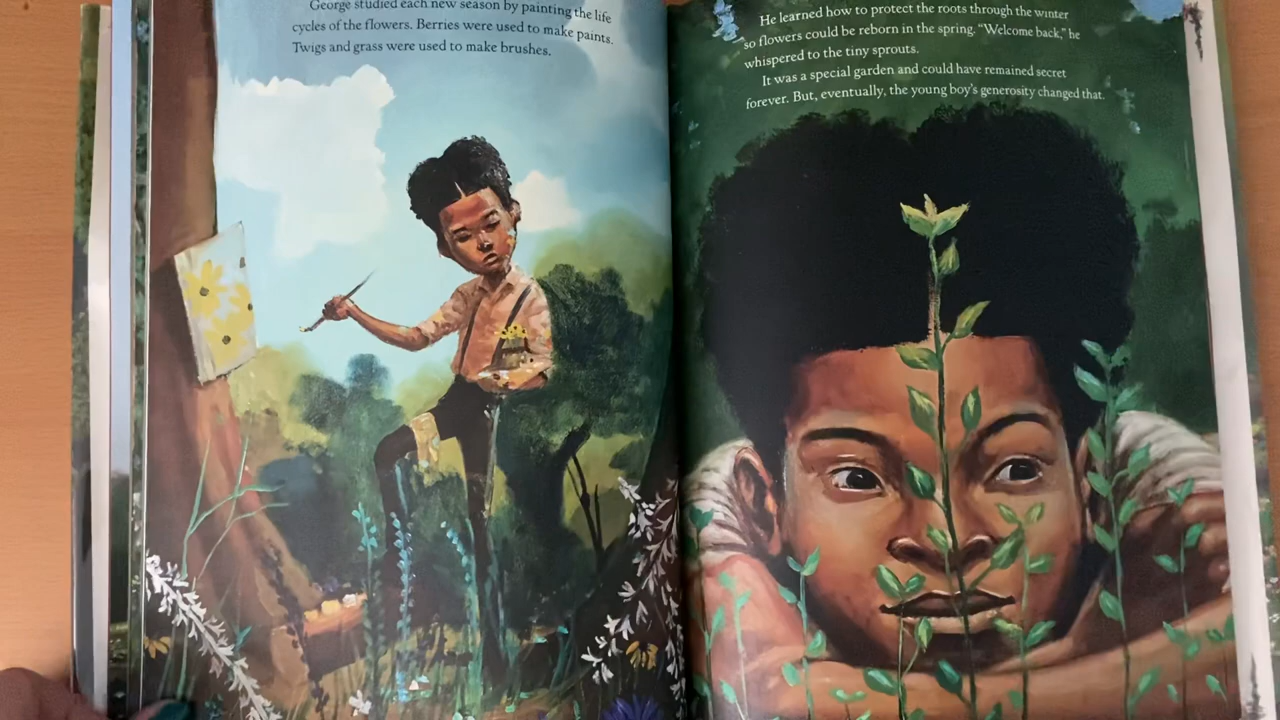 George studied each new season by painting the life
cycles of the flowers. Berries were used to make paints.
Twigs and grass were used to make brushes.
He learned how to protect the roots through the winter
so flowers could be reborn in the spring. “Welcome back,” he
whispered to the tiny sprouts.
It was a special garden and could have remained secret
forever. But, eventually, the young boy’s generosity changed that.